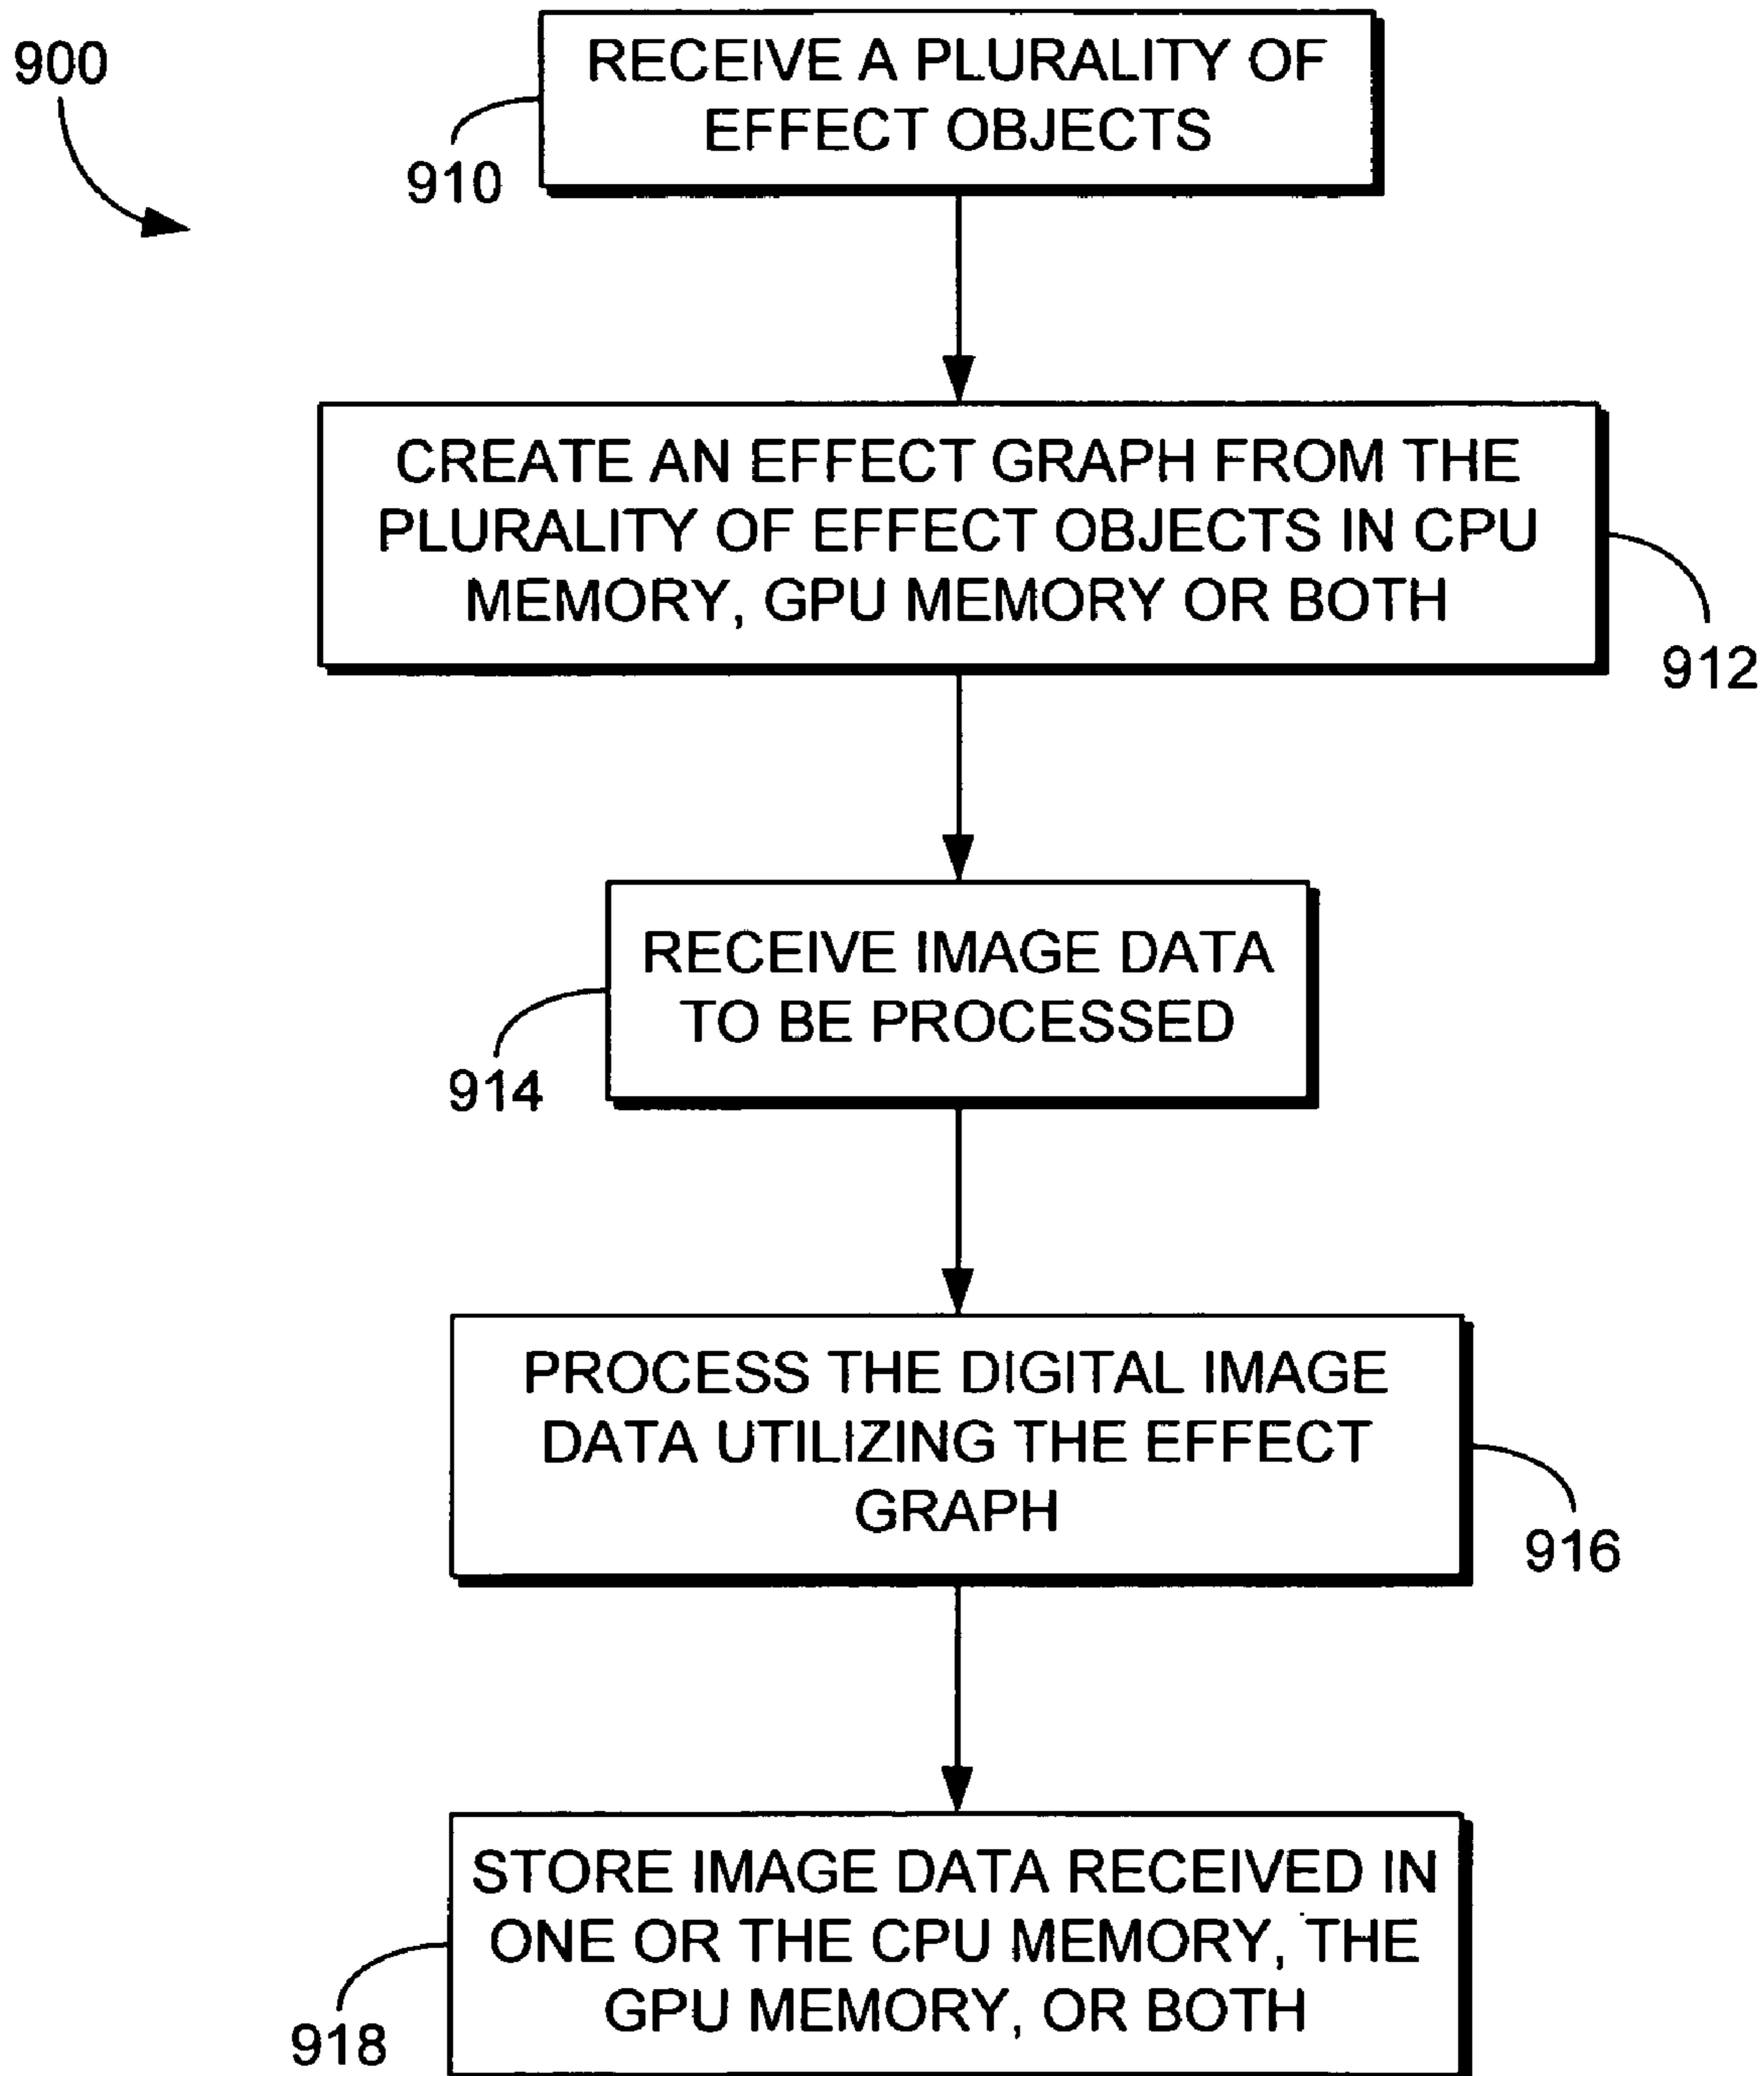 900
RECEIVE A PLURALITY OF
EFFECT OBJECTS
910
CREATE AN EFFECT GRAPH FROM THE
PLURALITY OF EFFECT OBJECTS IN CPU
MEMORY, GPU MEMORY OR BOTH
912
RECEIVE IMAGE DATA
TO BE PROCESSED
914
PROCESS THE DIGITAL IMAGE
DATA UTILIZING THE EFFECT
GRAPH
916
STORE IMAGE DATA RECEIVED IN
ONE OR THE CPU MEMORY, THE
GPU MEMORY, OR BOTH
918